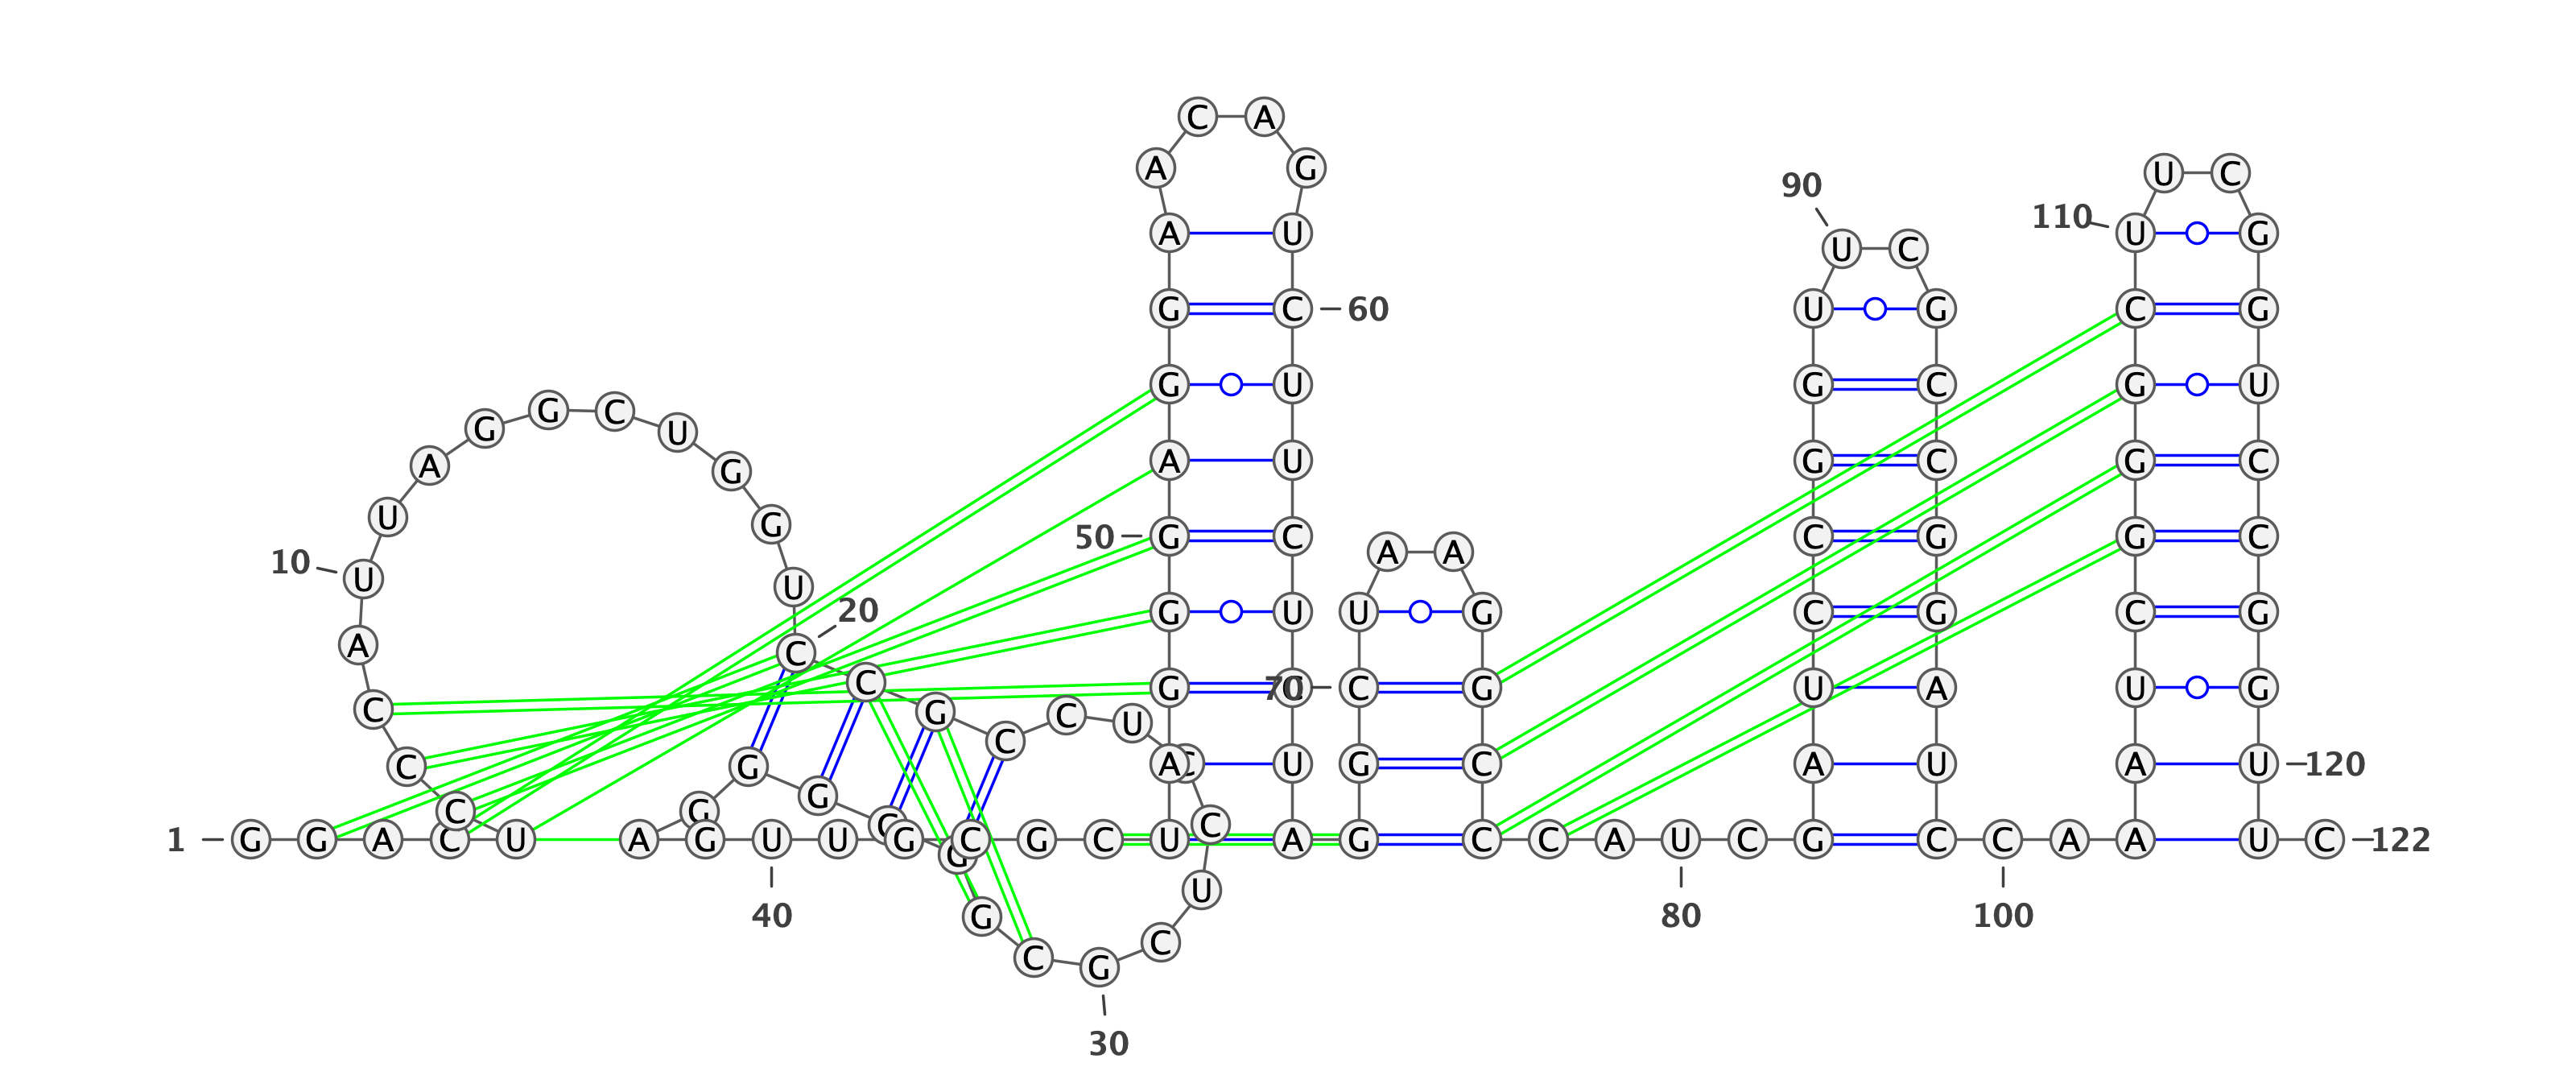 C A
A G U C
90
110
A U U G
U C
G C 60 U G C G
G U G C G U
G G C U
A G A U G C G C
U G
50 G C C G G C
A A
10
U U
20 G U U G C G C G
A C
C G C 70 C G U A U G
C G C U
C
C G A C U G C A U A U 120
G
C G G C
1 G G A C U A G U U G C G C U A G C C A U C G C C A A U C 122
G
U
G 40 80 100
C
C G
30